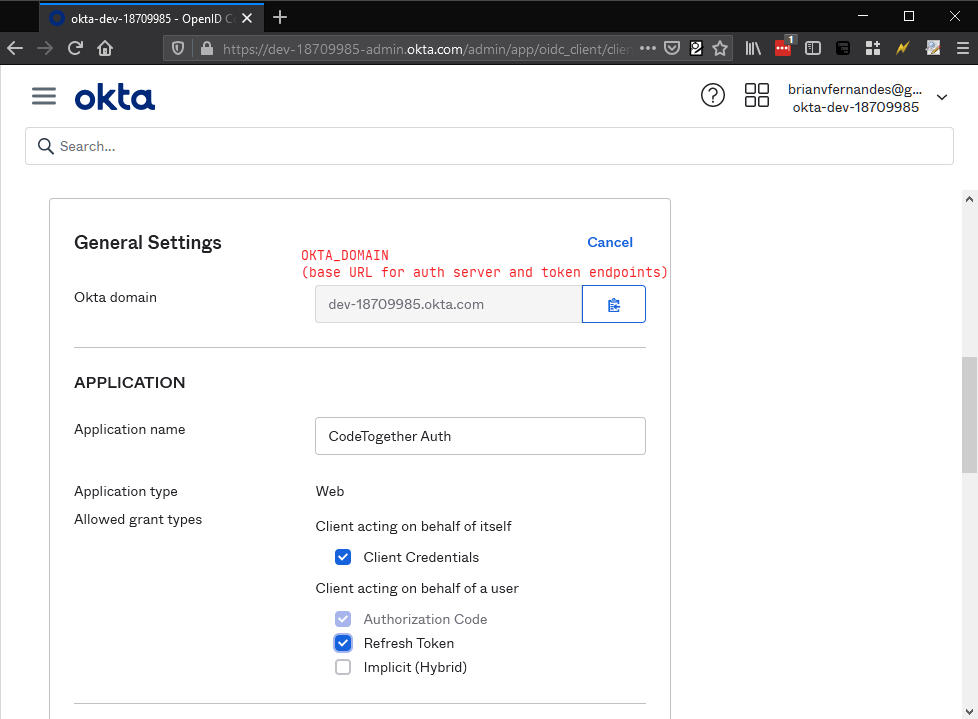 okta-dev-18709985 - OpenID C
https://dev-18709985-admin.okta.com/admin/app/oidc_client/clien
1
okta
brianvfernandes@g...
okta-dev-18709985
Search...
General Settings
Cancel
OKTA_DOMAIN
(base URL for auth server and token endpoints)
Okta domain
dev-18709985.okta.com
APPLICATION
Application name
CodeTogether Auth
Application type
Web
Allowed grant types
Client acting on behalf of itself
Client Credentials
Client acting on behalf of a user
Authorization Code
Refresh Token
Implicit (Hybrid)